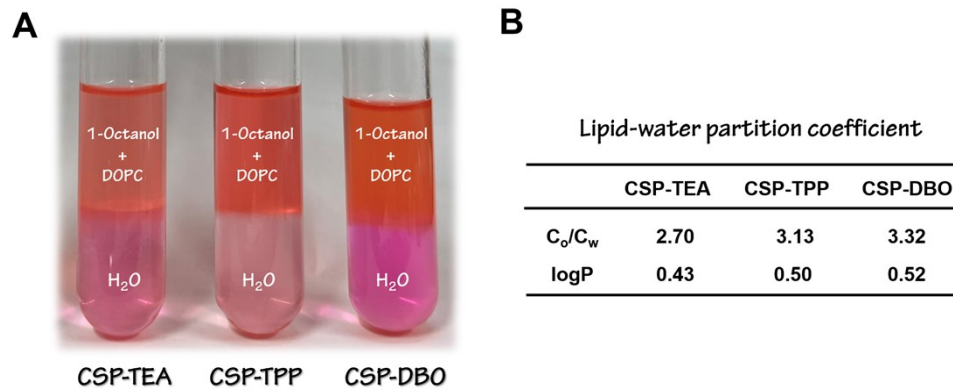 A
1-Octanol
+
DOPC
H₂O
1-Octanol
+
DOPC
H₂O
1-Octanol
+
DOPC
H₂O
CSP-TEA CSP-TPP CSP-DBO
B
Lipid-water partition coefficient
CSP-TEA CSP-TPP CSP-DBO
Cₒ/C_w 2.70 3.13 3.32
logP 0.43 0.50 0.52